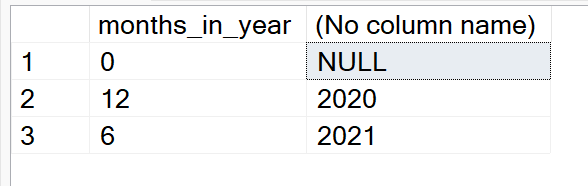 months_in_year (No column name)
1 0 NULL
2 12 2020
3 6 2021